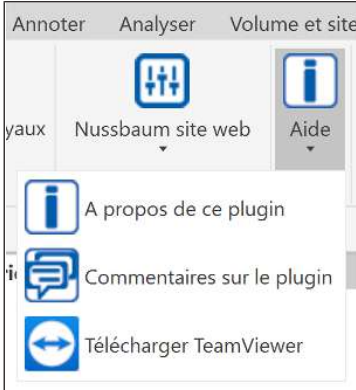 Annoter Analyser Volume et site
yaux Nussbaum site web Aide
A propos de ce plugin
Commentaires sur le plugin
Télécharger TeamViewer